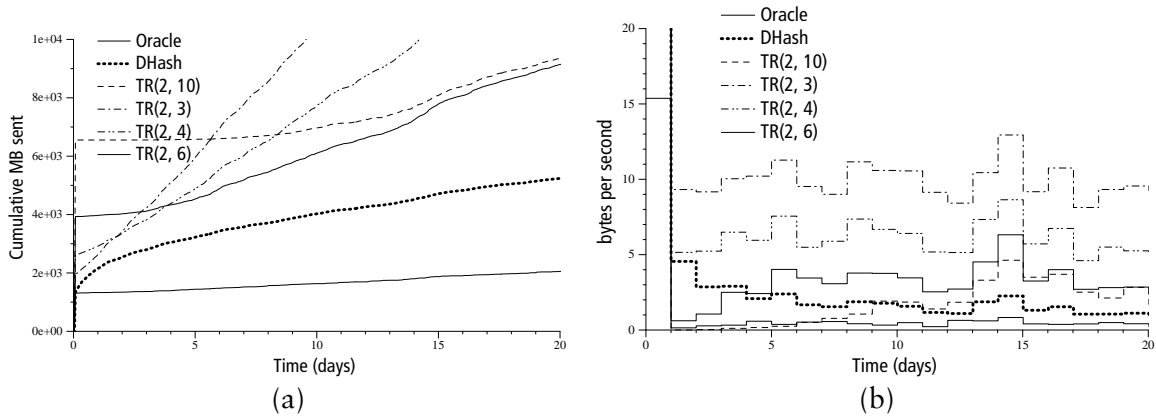 1e+04
8e+03
6e+03
4e+03
2e+03
0e+00
Cumulative MB sent
Oracle
DHash
TR(2, 10)
TR(2, 3)
TR(2, 4)
TR(2, 6)
0 5 10 15 20
Time (days)
(a)
20
15
10
5
0
bytes per second
Oracle
DHash
TR(2, 10)
TR(2, 3)
TR(2, 4)
TR(2, 6)
0 5 10 15 20
Time (days)
(b)